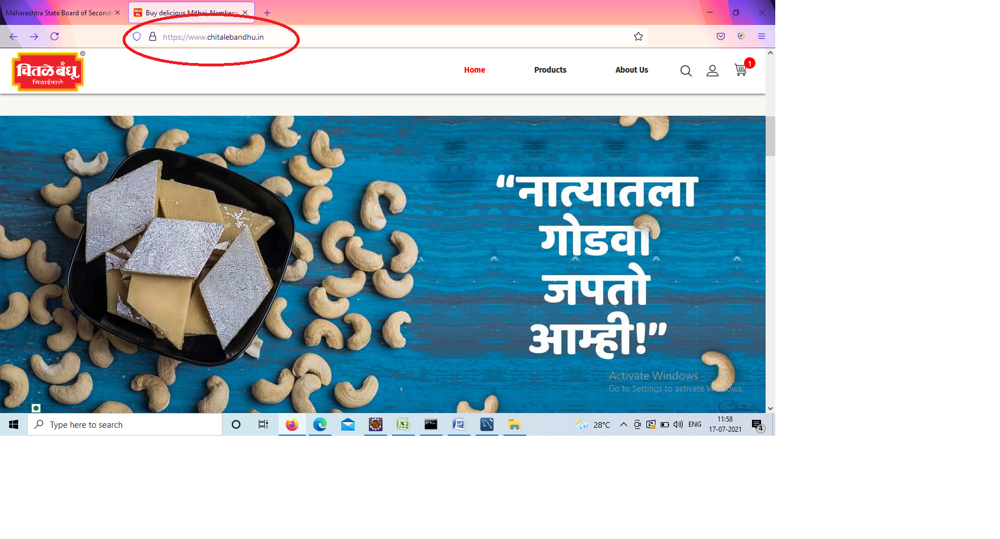 Maharashtra State Board of Seconda
Buy delicious Mithai, Namkeen
https://www.chitalebandhu.in
चितळे बंधू
®
मिठाईवाले
Home
Products
About Us
1
“नात्यातला
गोडवा
जपतो
आम्ही!”
Activate Windows
Go to Settings to activate Windows.
Chitale
Type here to search
28°C
ENG
11:58
17-07-2021
4